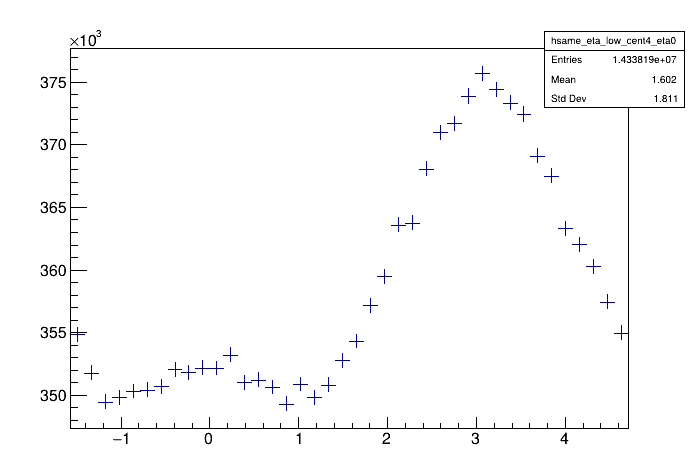 ×10³
hsame_eta_low_cent4_eta0
Entries 1.433819e+07
Mean 1.602
Std Dev 1.811
375
370
365
360
355
350
−1 0 1 2 3 4